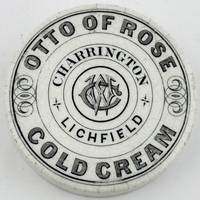 OTTO OF ROSE
CHARRINGTON
LICHFIELD
COLD CREAM